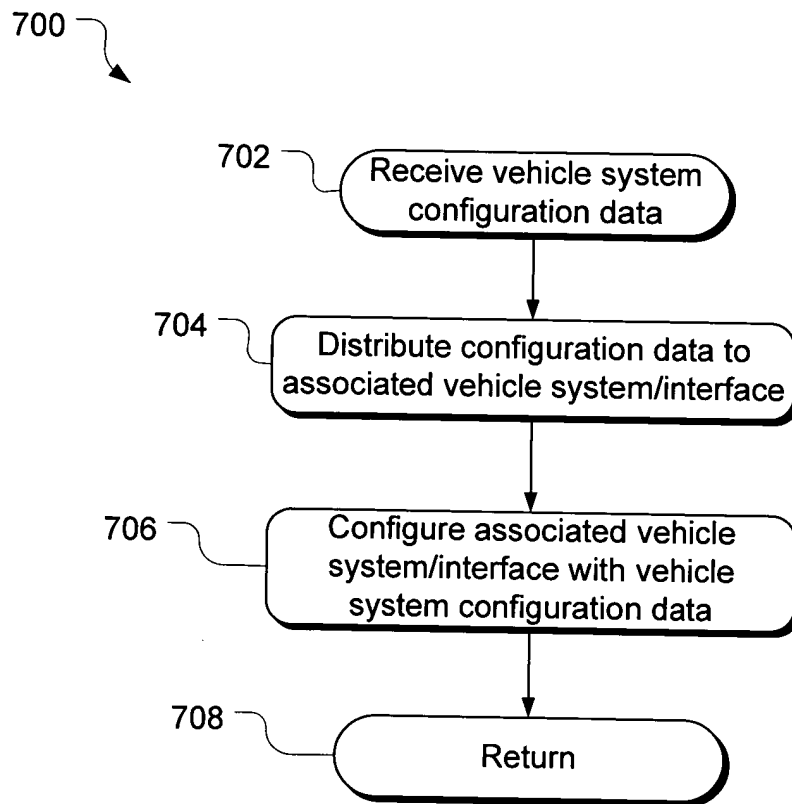 700
702
Receive vehicle system
configuration data
704
Distribute configuration data to
associated vehicle system/interface
706
Configure associated vehicle
system/interface with vehicle
system configuration data
708
Return